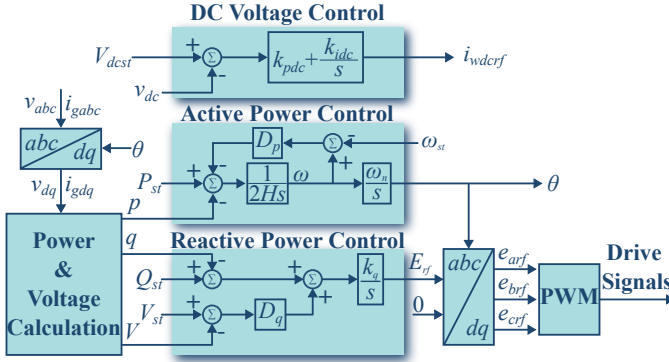 DC Voltage Control
V_dcst + Σ - k_pdc + k_idc/s i_wdcrf
v_dc
v_abc i_gabc
Active Power Control
abc dq θ
D_p - Σ - ω_st
+
P_st + - Σ - 1/2Hs ω ω_n/s θ
v_dq i_gdq
p
Power & Voltage Calculation
q
Reactive Power Control
Q_st - + Σ + Σ + k_q/s E_rf
V_st + Σ - D_q
V
0
abc dq
e_arf
e_brf
e_crf
PWM
Drive Signals